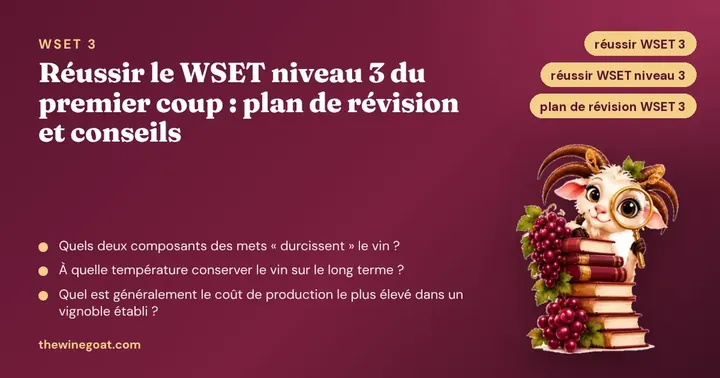 WSET 3
Réussir le WSET niveau 3 du
premier coup : plan de révision
et conseils
réussir WSET 3
réussir WSET niveau 3
plan de révision WSET 3
Quels deux composants des mets « durcissent » le vin ?
À quelle température conserver le vin sur le long terme ?
Quel est généralement le coût de production le plus élevé dans un
vignoble établi ?
thewinegoat.com